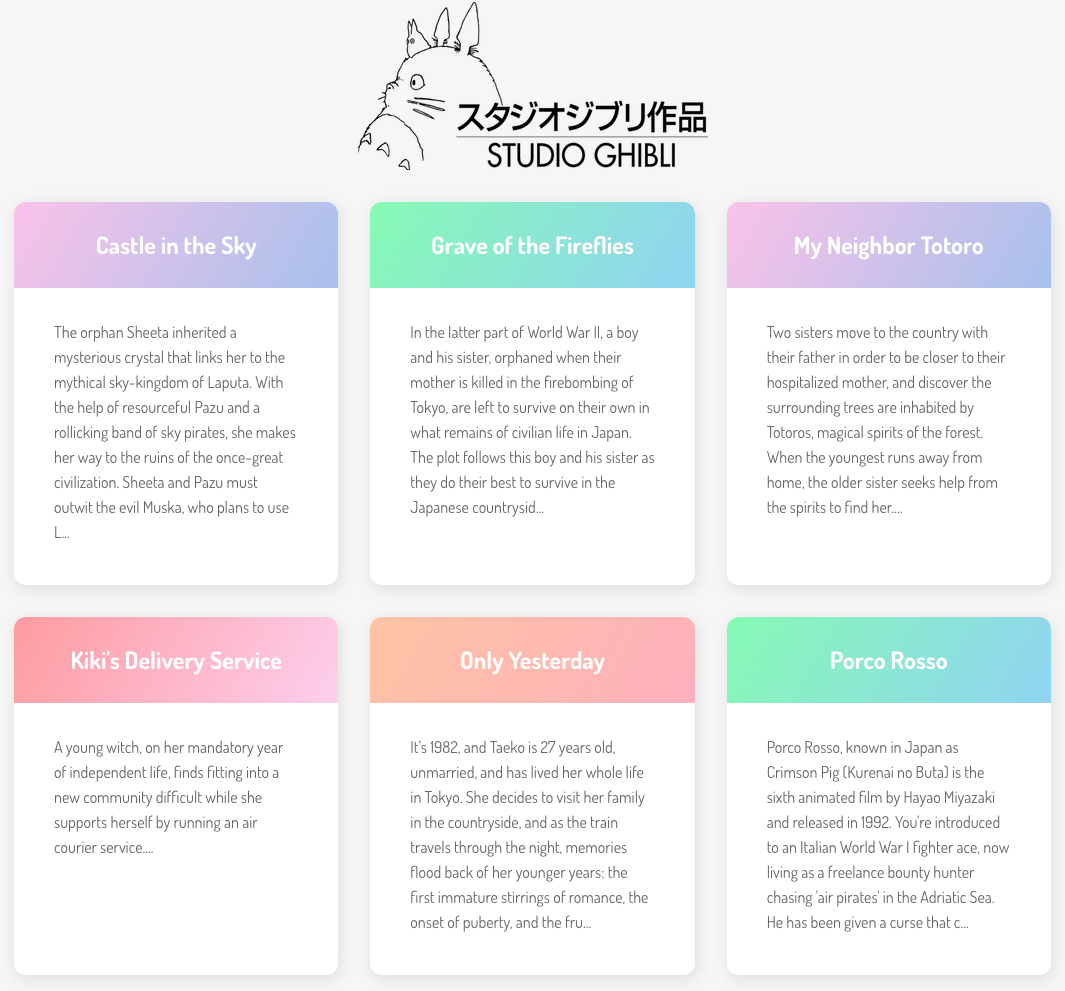 スタジオジブリ作品
STUDIO GHIBLI
Castle in the Sky
The orphan Sheeta inherited a
mysterious crystal that links her to the
mythical sky-kingdom of Laputa. With
the help of resourceful Pazu and a
rollicking band of sky pirates, she makes
her way to the ruins of the once-great
civilization. Sheeta and Pazu must
outwit the evil Muska, who plans to use
L...
Grave of the Fireflies
In the latter part of World War II, a boy
and his sister, orphaned when their
mother is killed in the firebombing of
Tokyo, are left to survive on their own in
what remains of civilian life in Japan.
The plot follows this boy and his sister as
they do their best to survive in the
Japanese countrysid...
My Neighbor Totoro
Two sisters move to the country with
their father in order to be closer to their
hospitalized mother, and discover the
surrounding trees are inhabited by
Totoros, magical spirits of the forest.
When the youngest runs away from
home, the older sister seeks help from
the spirits to find her....
Kiki's Delivery Service
A young witch, on her mandatory year
of independent life, finds fitting into a
new community difficult while she
supports herself by running an air
courier service....
Only Yesterday
It's 1982, and Taeko is 27 years old,
unmarried, and has lived her whole life
in Tokyo. She decides to visit her family
in the countryside, and as the train
travels through the night, memories
flood back of her younger years: the
first immature stirrings of romance, the
onset of puberty, and the fru...
Porco Rosso
Porco Rosso, known in Japan as
Crimson Pig (Kurenai no Buta) is the
sixth animated film by Hayao Miyazaki
and released in 1992. You're introduced
to an Italian World War I fighter ace, now
living as a freelance bounty hunter
chasing 'air pirates' in the Adriatic Sea.
He has been given a curse that c...